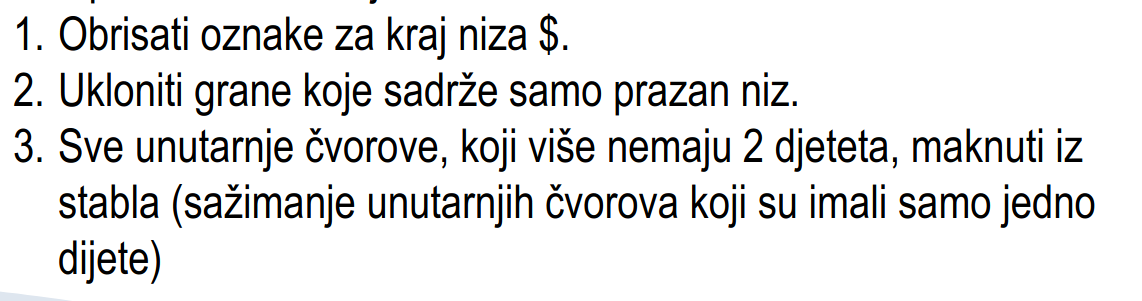 1. Obrisati oznake za kraj niza $.
2. Ukloniti grane koje sadrže samo prazan niz.
3. Sve unutarnje čvorove, koji više nemaju 2 djeteta, maknuti iz
stabla (sažimanje unutarnjih čvorova koji su imali samo jedno
dijete)